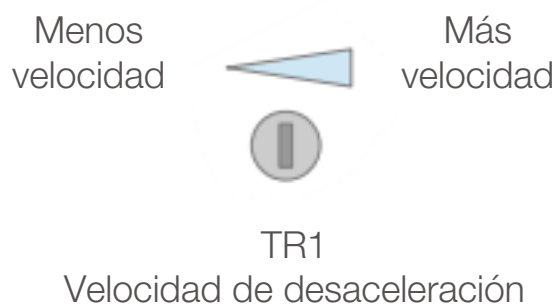 Menos
velocidad
Más
velocidad
TR1
Velocidad de desaceleración